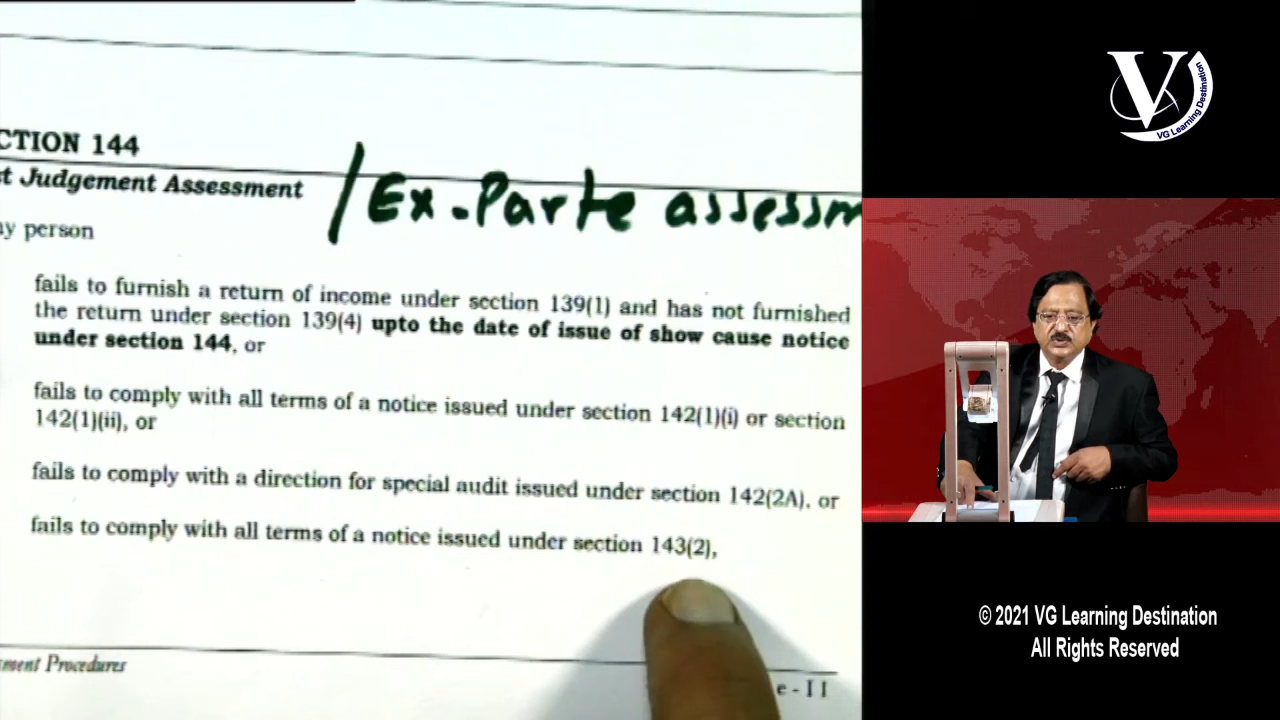 CTION 144
t Judgement Assessment / Ex. Parte assessm
y person
fails to furnish a return of income under section 139(1) and has not furnished
the return under section 139(4) upto the date of issue of show cause notice
under section 144, or
fails to comply with all terms of a notice issued under section 142(1)(i) or section
142(1)(ii), or
fails to comply with a direction for special audit issued under section 142(2A), or
fails to comply with all terms of a notice issued under section 143(2),
ment Procedures
e - II
V
VG Learning Destination
© 2021 VG Learning Destination
All Rights Reserved